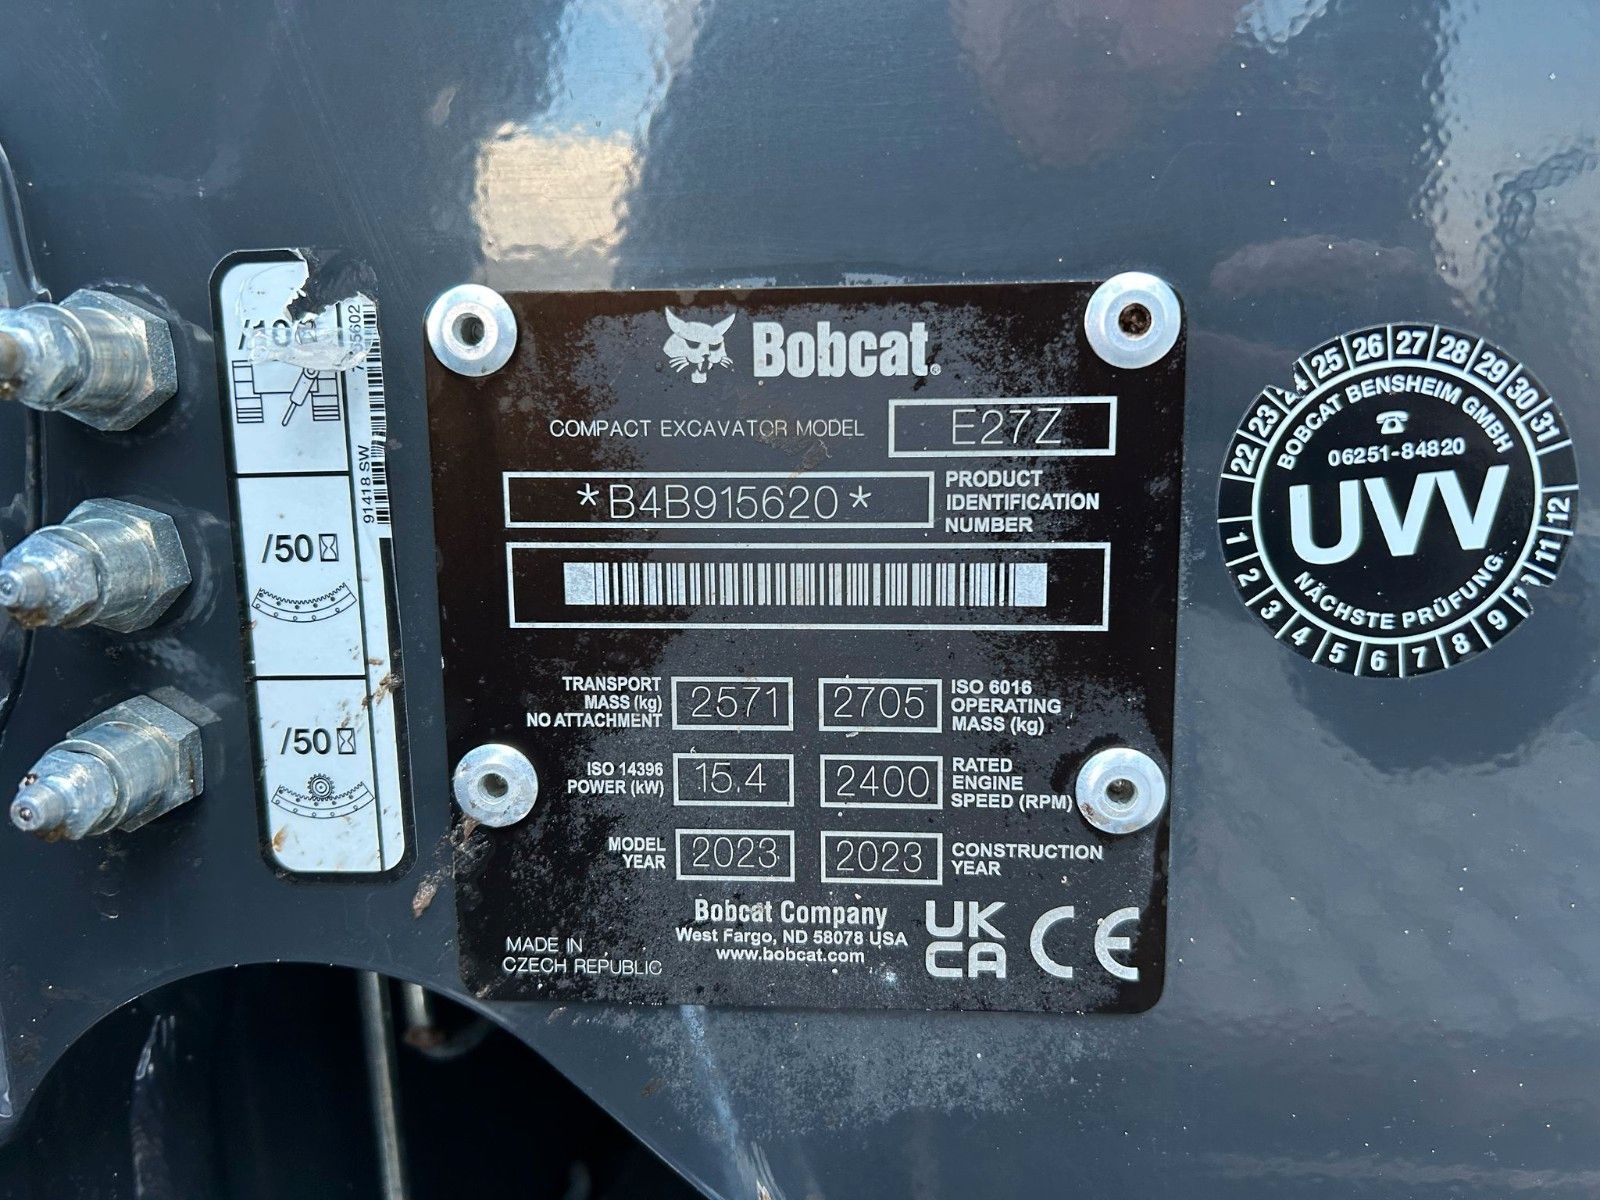 /10
91418 SW
/50
/50
Bobcat®
COMPACT EXCAVATOR MODEL E27Z
*B4B915620* PRODUCT IDENTIFICATION NUMBER
TRANSPORT MASS (kg) NO ATTACHMENT 2571
2705 ISO 6016 OPERATING MASS (kg)
ISO 14396 POWER (kW) 15.4
2400 RATED ENGINE SPEED (RPM)
MODEL YEAR 2023
2023 CONSTRUCTION YEAR
Bobcat Company
West Fargo, ND 58078 USA
www.bobcat.com
MADE IN
CZECH REPUBLIC
UK
CA
CE
22 23 24 25 26 27 28 29 30 31
BOBCAT BENSHEIM GMBH
06251-84820
UVV
NÄCHSTE PRÜFUNG
1 2 3 4 5 6 7 8 9 11 12